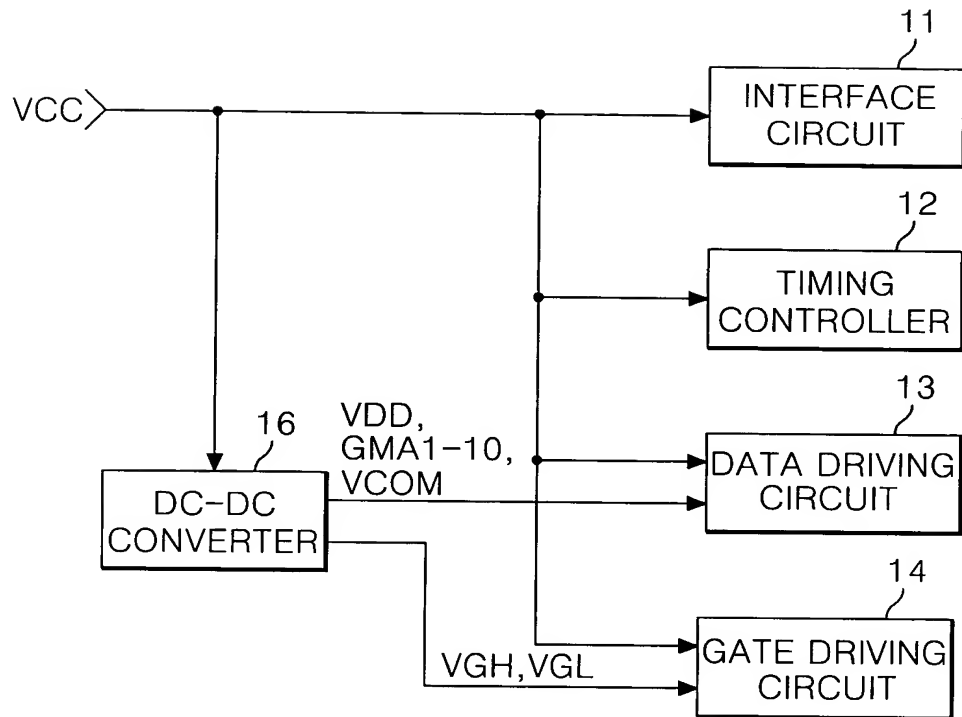 11
VCC
INTERFACE
CIRCUIT
12
TIMING
CONTROLLER
13
16
VDD,
GMA1-10,
VCOM
DATA DRIVING
CIRCUIT
DC-DC
CONVERTER
14
VGH,VGL
GATE DRIVING
CIRCUIT